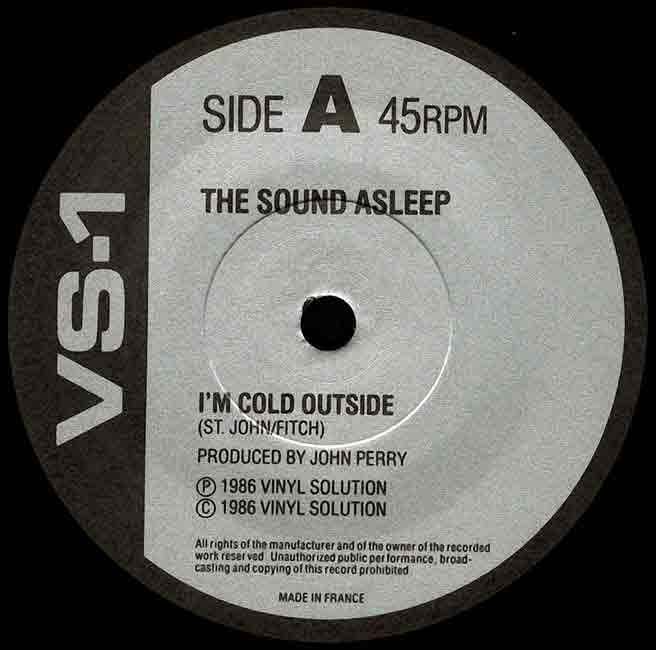 SIDE A 45RPM
THE SOUND ASLEEP
VS-1
I'M COLD OUTSIDE
(ST. JOHN/FITCH)
PRODUCED BY JOHN PERRY
Ⓟ 1986 VINYL SOLUTION
© 1986 VINYL SOLUTION
All rights of the manufacturer and of the owner of the recorded
work reserved. Unauthorized public performance, broad-
casting and copying of this record prohibited
MADE IN FRANCE